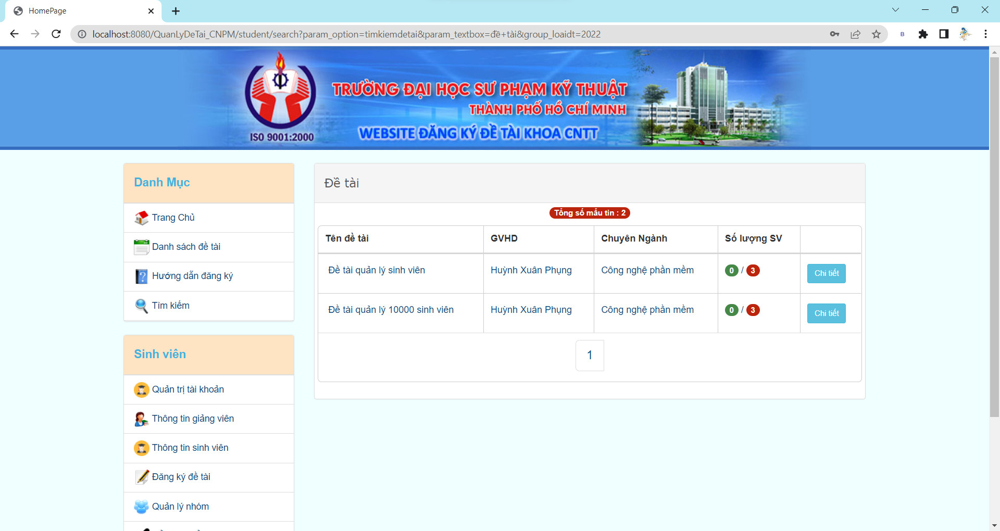 HomePage
localhost:8080/QuanLyDeTai_CNPM/student/search?param_option=timkiemdetai&param_textbox=đề+tài&group_loaidt=2022
B
TRƯỜNG ĐẠI HỌC SƯ PHẠM KỸ THUẬT
THÀNH PHỐ HỒ CHÍ MINH
WEBSITE ĐĂNG KÝ ĐỀ TÀI KHOA CNTT
ISO 9001:2000
Danh Mục
Trang Chủ
Danh sách đề tài
Hướng dẫn đăng ký
Tìm kiếm
Sinh viên
Quản trị tài khoản
Thông tin giảng viên
Thông tin sinh viên
Đăng ký đề tài
Quản lý nhóm
Đề tài
Tổng số mẫu tin : 2
Tên đề tài GVHD Chuyên Ngành Số lượng SV
Đề tài quản lý sinh viên Huỳnh Xuân Phụng Công nghệ phần mềm 0 / 3 Chi tiết
Đề tài quản lý 10000 sinh viên Huỳnh Xuân Phụng Công nghệ phần mềm 0 / 3 Chi tiết
1